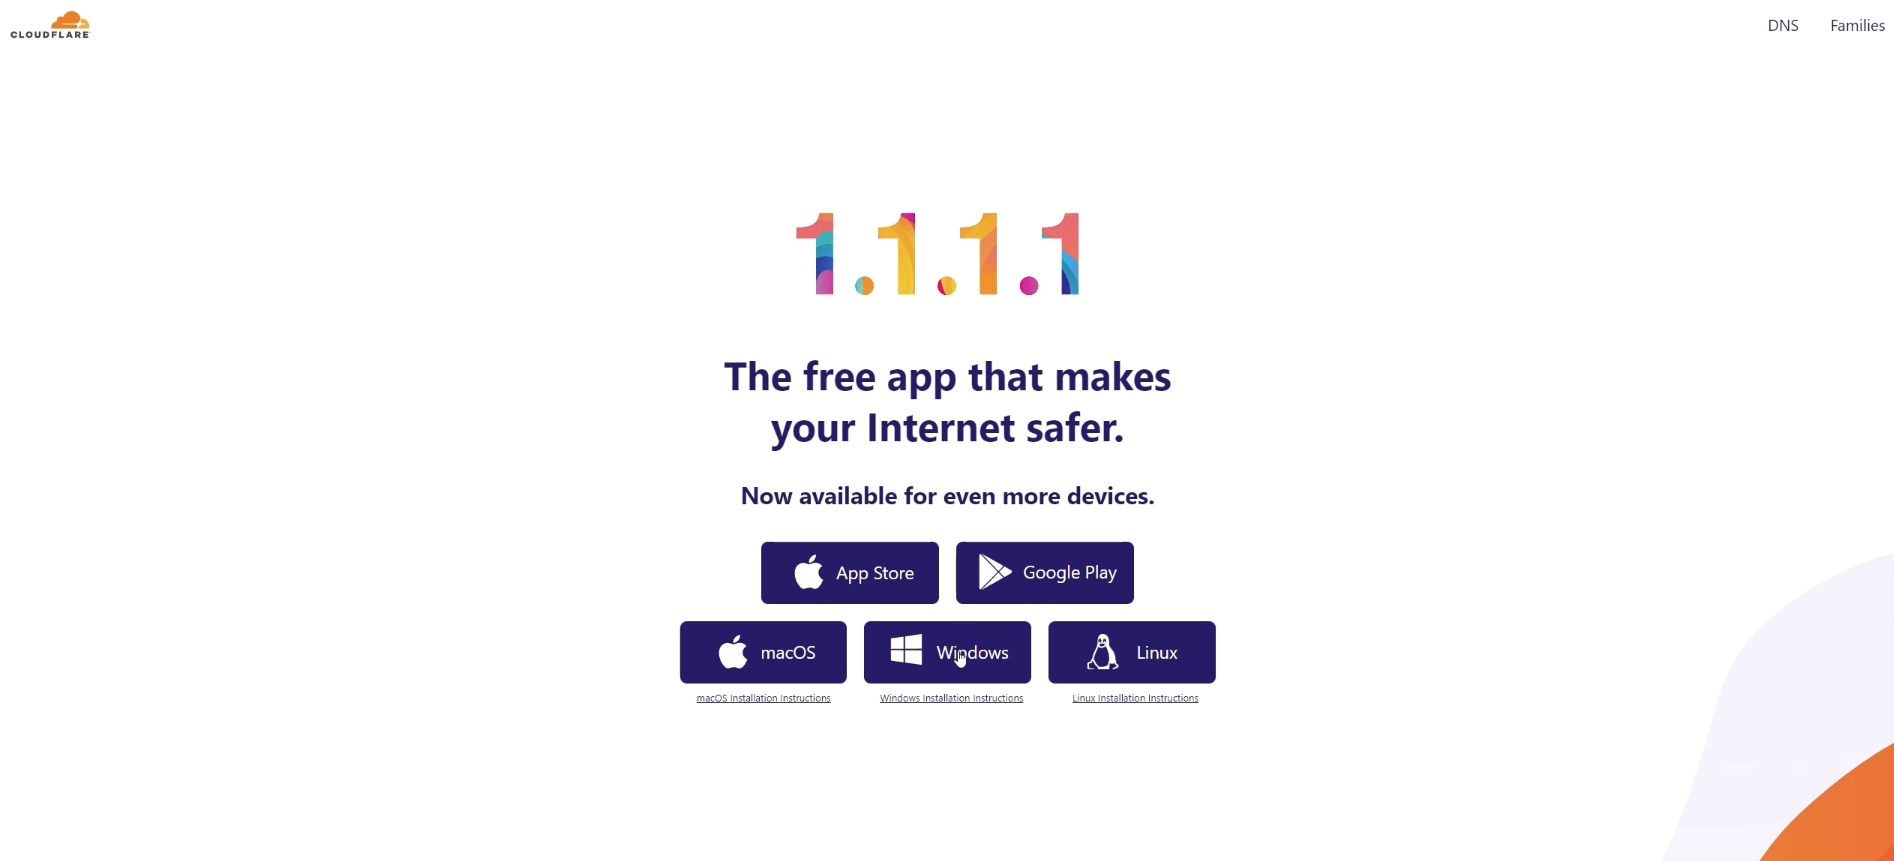 CLOUDFLARE
DNS
Families
1.1.1.1
The free app that makes
your Internet safer.
Now available for even more devices.
App Store
Google Play
macOS
Windows
Linux
macOS Installation Instructions
Windows Installation Instructions
Linux Installation Instructions